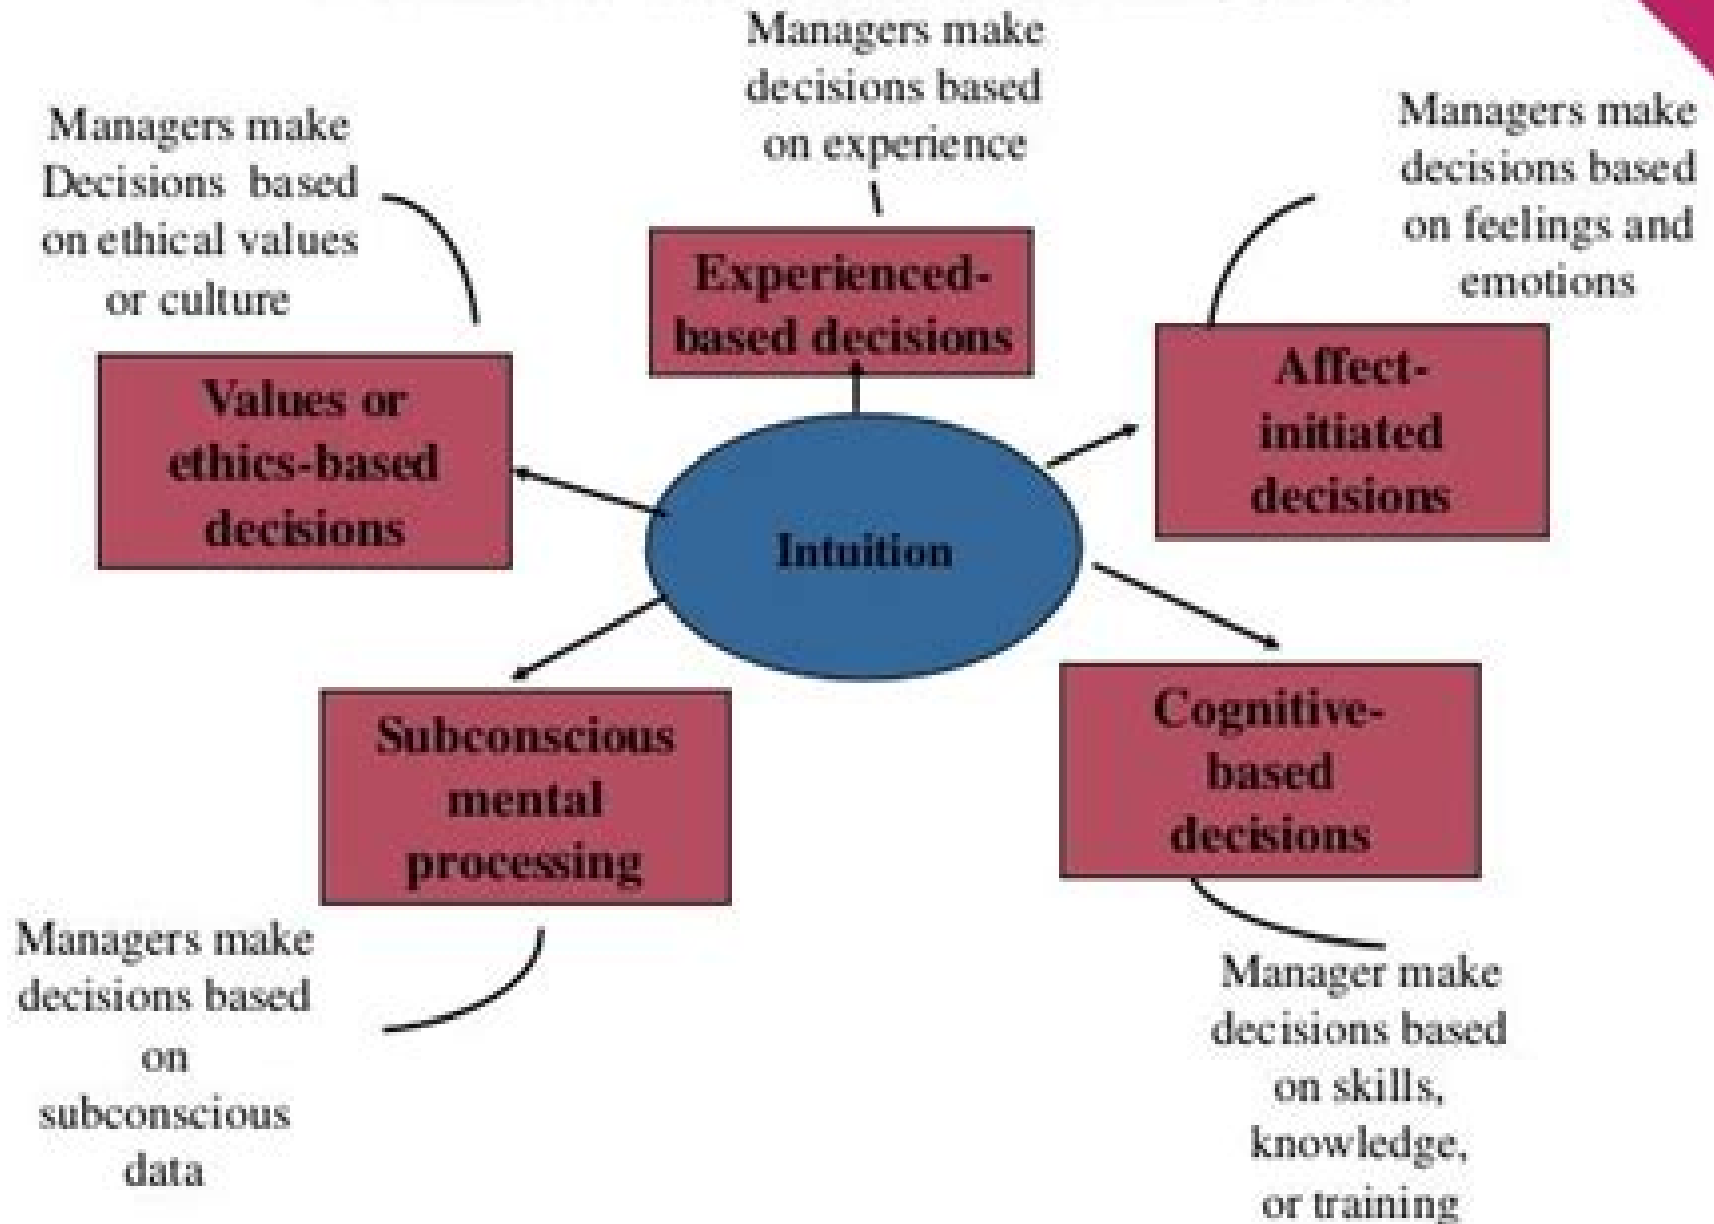 Managers make
decisions based
on experience
Managers make
Decisions based
on ethical values
or culture
Managers make
decisions based
on feelings and
emotions
Experienced-
based decisions
Values or
ethics-based
decisions
Affect-
initiated
decisions
Intuition
Subconscious
mental
processing
Cognitive-
based
decisions
Managers make
decisions based
on
subconscious
data
Manager make
decisions based
on skills,
knowledge,
or training